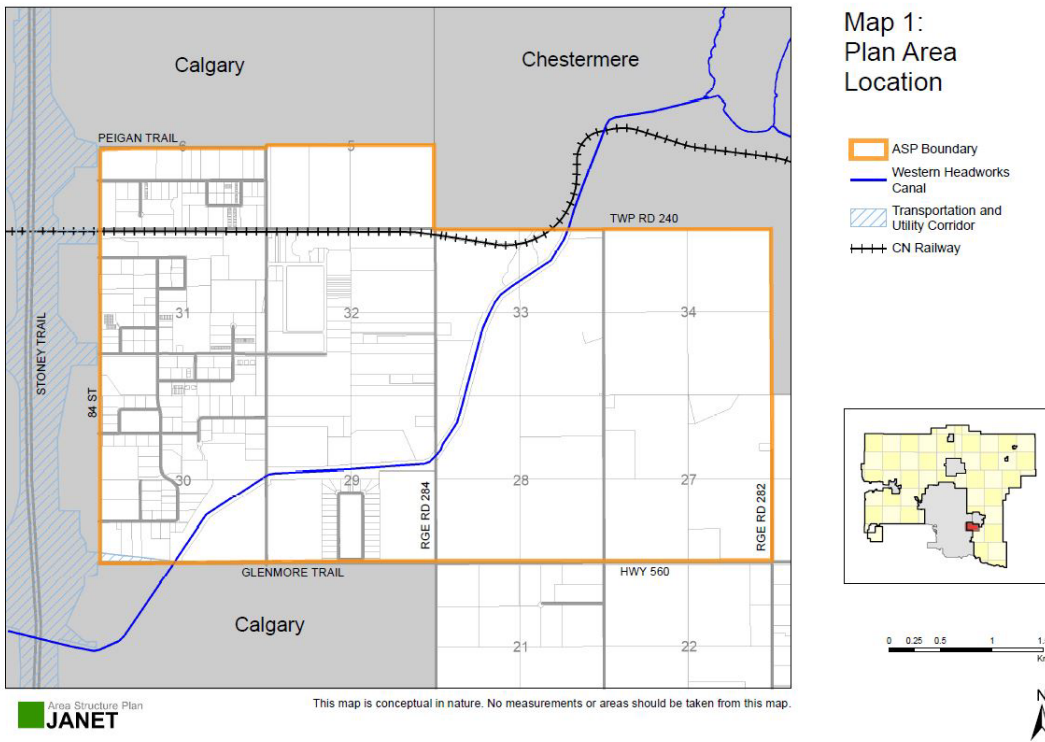 Calgary
Chestermere
Map 1:
Plan Area
Location
PEIGAN TRAIL
6
5
ASP Boundary
Western Headworks
Canal
Transportation and
Utility Corridor
CN Railway
TWP RD 240
31
32
33
34
STONEY TRAIL
84 ST
30
29
28
27
RGE RD 284
RGE RD 282
GLENMORE TRAIL
HWY 560
Calgary
21
22
0 0.25 0.5 1
N
Area Structure Plan
JANET
This map is conceptual in nature. No measurements or areas should be taken from this map.